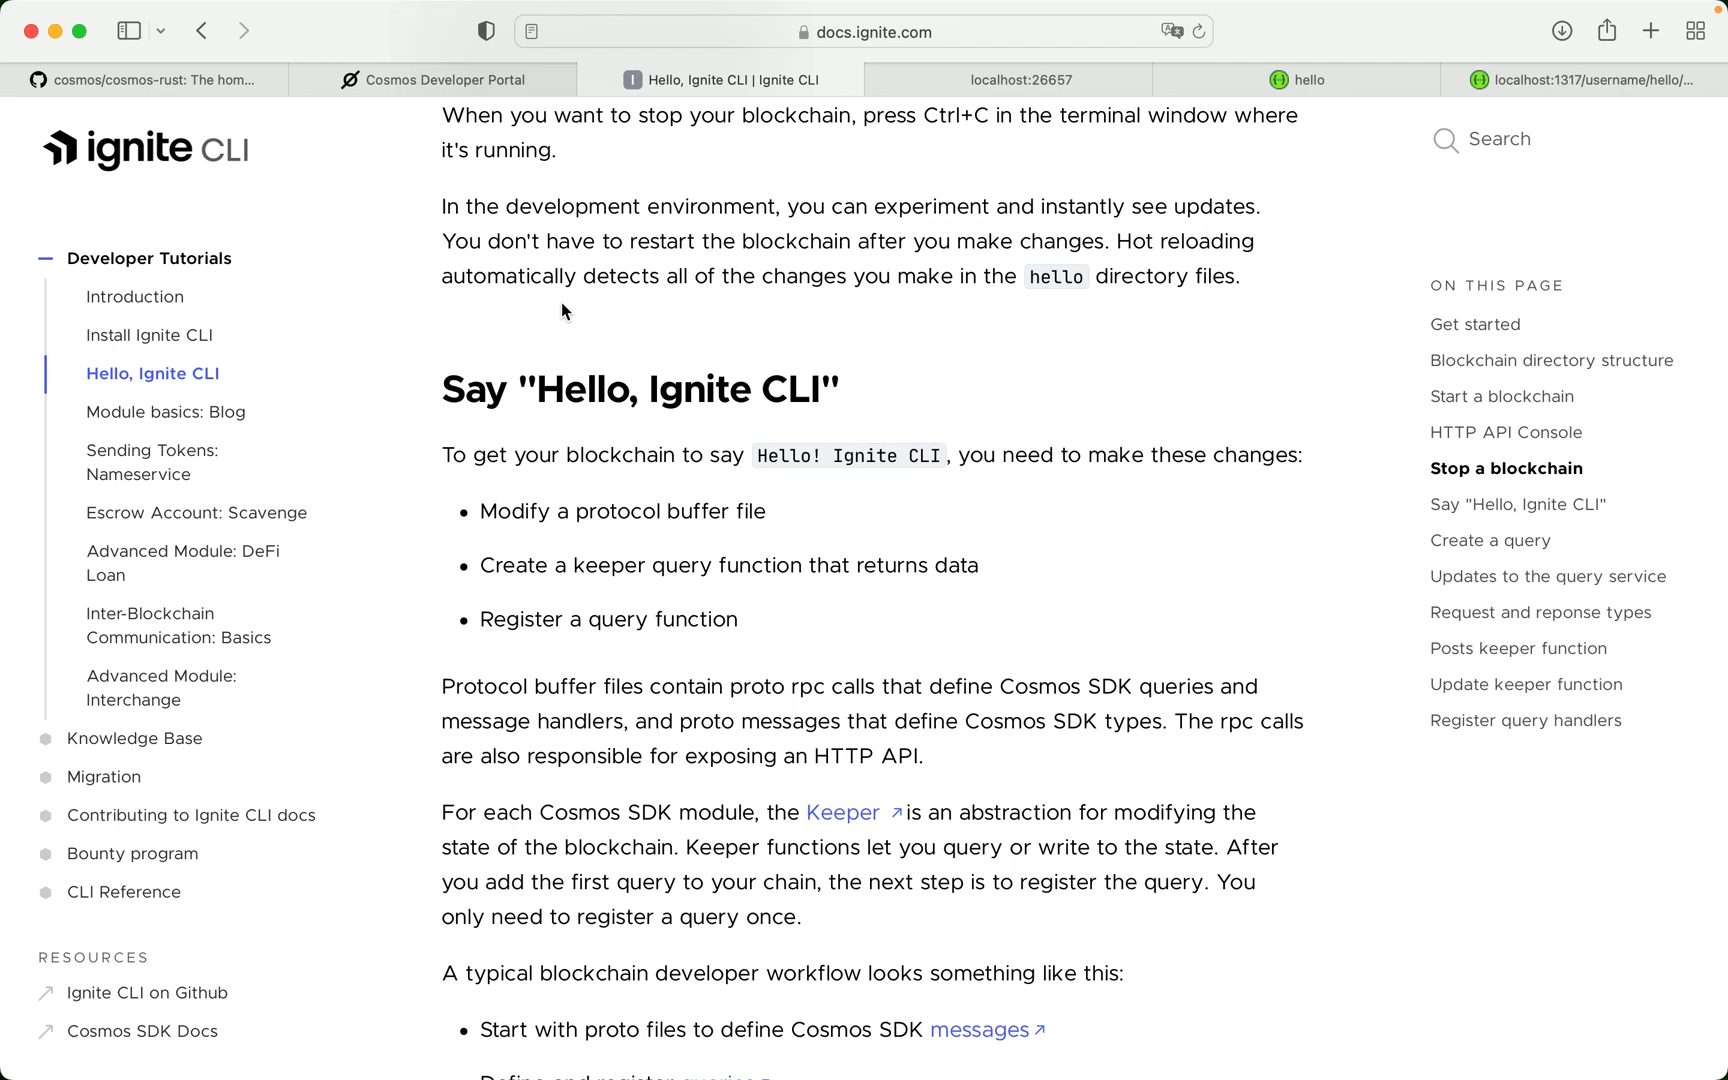 docs.ignite.com
cosmos/cosmos-rust: The hom...
Cosmos Developer Portal
Hello, Ignite CLI | Ignite CLI
localhost:26657
hello
localhost:1317/username/hello/...
ignite CLI
Developer Tutorials
Introduction
Install Ignite CLI
Hello, Ignite CLI
Module basics: Blog
Sending Tokens:
Nameservice
Escrow Account: Scavenge
Advanced Module: DeFi
Loan
Inter-Blockchain
Communication: Basics
Advanced Module:
Interchange
Knowledge Base
Migration
Contributing to Ignite CLI docs
Bounty program
CLI Reference
RESOURCES
Ignite CLI on Github
Cosmos SDK Docs
When you want to stop your blockchain, press Ctrl+C in the terminal window where
it's running.
In the development environment, you can experiment and instantly see updates.
You don't have to restart the blockchain after you make changes. Hot reloading
automatically detects all of the changes you make in the hello directory files.
Say "Hello, Ignite CLI"
To get your blockchain to say Hello! Ignite CLI, you need to make these changes:
• Modify a protocol buffer file
• Create a keeper query function that returns data
• Register a query function
Protocol buffer files contain proto rpc calls that define Cosmos SDK queries and
message handlers, and proto messages that define Cosmos SDK types. The rpc calls
are also responsible for exposing an HTTP API.
For each Cosmos SDK module, the Keeper ↗ is an abstraction for modifying the
state of the blockchain. Keeper functions let you query or write to the state. After
you add the first query to your chain, the next step is to register the query. You
only need to register a query once.
A typical blockchain developer workflow looks something like this:
• Start with proto files to define Cosmos SDK messages ↗
Define and register queries ↗
Search
ON THIS PAGE
Get started
Blockchain directory structure
Start a blockchain
HTTP API Console
Stop a blockchain
Say "Hello, Ignite CLI"
Create a query
Updates to the query service
Request and reponse types
Posts keeper function
Update keeper function
Register query handlers